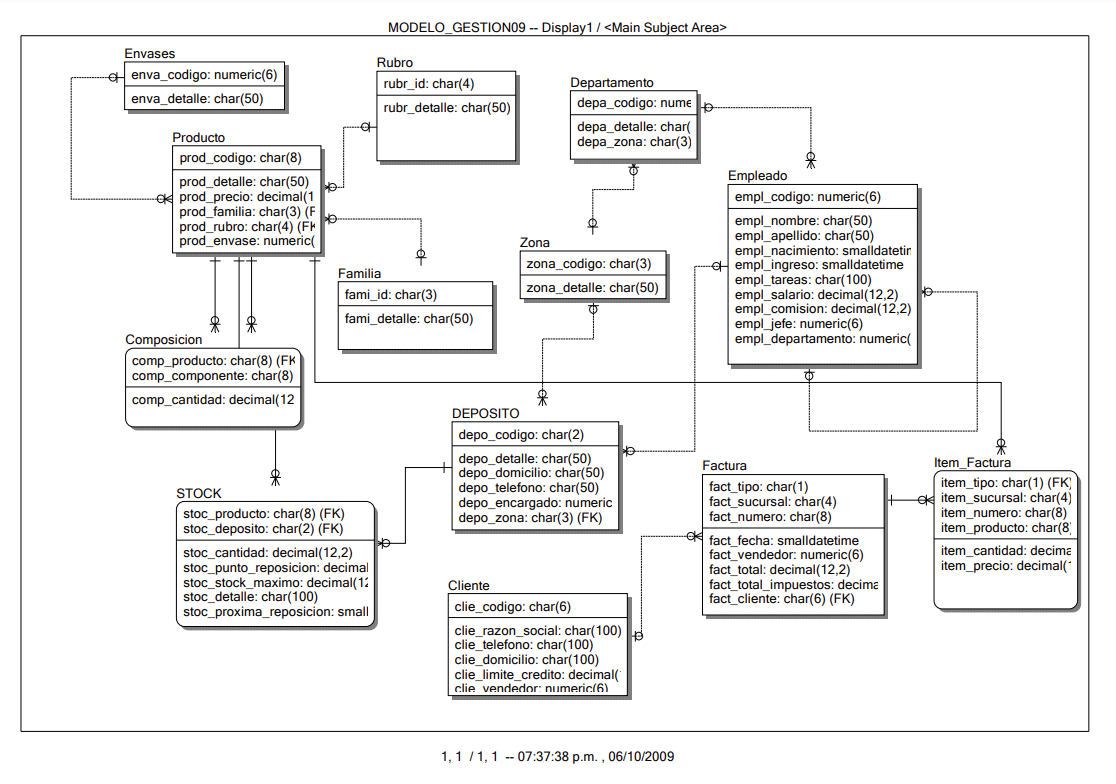 MODELO_GESTION09 -- Display1 / <Main Subject Area>
Envases
enva_codigo: numeric(6)
enva_detalle: char(50)
Rubro
rubr_id: char(4)
rubr_detalle: char(50)
Departamento
depa_codigo: nume
depa_detalle: char(
depa_zona: char(3)
Producto
prod_codigo: char(8)
prod_detalle: char(50)
prod_precio: decimal(1
prod_familia: char(3) (F
prod_rubro: char(4) (FK
prod_envase: numeric(
Empleado
empl_codigo: numeric(6)
empl_nombre: char(50)
empl_apellido: char(50)
empl_nacimiento: smalldatetin
empl_ingreso: smalldatetime
empl_tareas: char(100)
empl_salario: decimal(12,2)
empl_comision: decimal(12,2)
empl_jefe: numeric(6)
empl_departamento: numeric(
Zona
zona_codigo: char(3)
zona_detalle: char(50)
Familia
fami_id: char(3)
fami_detalle: char(50)
Composicion
comp_producto: char(8) (FK
comp_componente: char(8)
comp_cantidad: decimal(12
DEPOSITO
depo_codigo: char(2)
depo_detalle: char(50)
depo_domicilio: char(50)
depo_telefono: char(50)
depo_encargado: numeric
depo_zona: char(3) (FK)
Factura
fact_tipo: char(1)
fact_sucursal: char(4)
fact_numero: char(8)
fact_fecha: smalldatetime
fact_vendedor: numeric(6)
fact_total: decimal(12,2)
fact_total_impuestos: decima
fact_cliente: char(6) (FK)
Item_Factura
item_tipo: char(1) (FK)
item_sucursal: char(4)
item_numero: char(8)
item_producto: char(8)
item_cantidad: decima
item_precio: decimal(1
STOCK
stoc_producto: char(8) (FK)
stoc_deposito: char(2) (FK)
stoc_cantidad: decimal(12,2)
stoc_punto_reposicion: decimal
stoc_stock_maximo: decimal(12
stoc_detalle: char(100)
stoc_proxima_reposicion: small
Cliente
clie_codigo: char(6)
clie_razon_social: char(100)
clie_telefono: char(100)
clie_domicilio: char(100)
clie_limite_credito: decimal(
clie_vendedor: numeric(6)
1, 1 / 1, 1 -- 07:37:38 p.m. , 06/10/2009